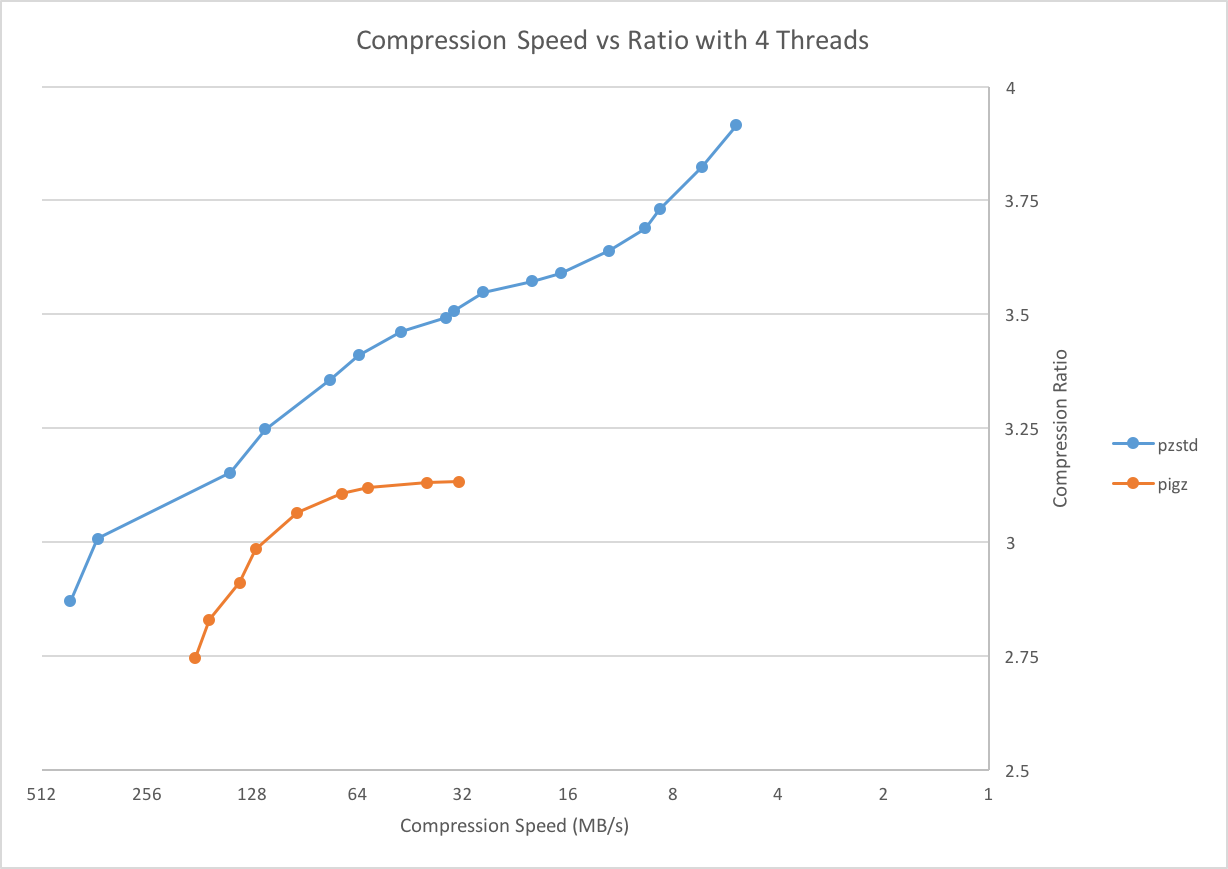 Compression Speed vs Ratio with 4 Threads
4
3.75
3.5
3.25
3
2.75
2.5
Compression Ratio
pzstd
pigz
512 256 128 64 32 16 8 4 2 1
Compression Speed (MB/s)